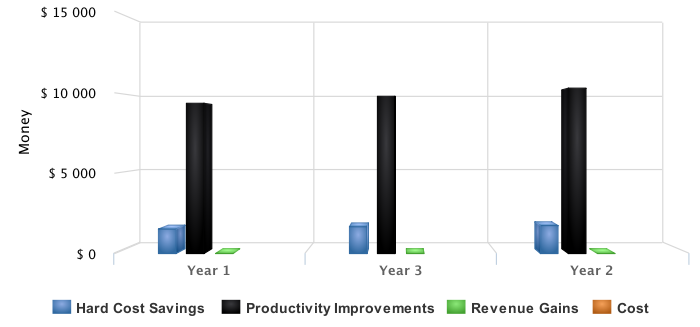 $ 15 000
$ 10 000
$ 5 000
$ 0
Money
Year 1
Year 3
Year 2
Hard Cost Savings
Productivity Improvements
Revenue Gains
Cost